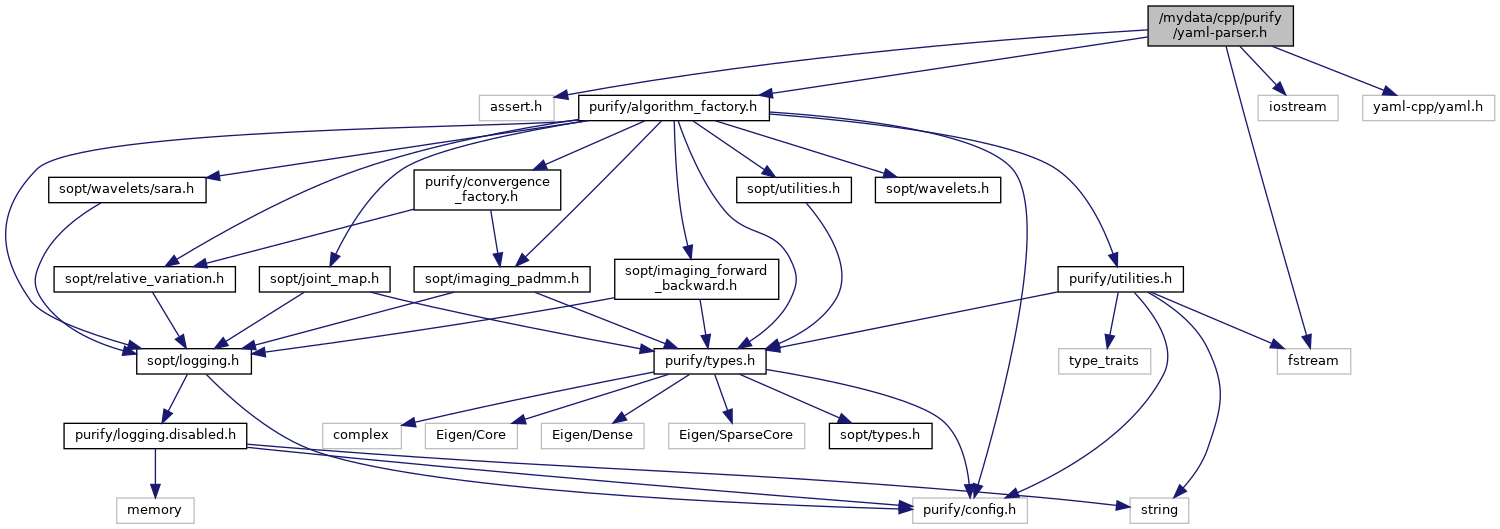 /mydata/cpp/purify
/yaml-parser.h
assert.h
purify/algorithm_factory.h
iostream
yaml-cpp/yaml.h
sopt/wavelets/sara.h
purify/convergence
_factory.h
sopt/utilities.h
sopt/wavelets.h
sopt/relative_variation.h
sopt/joint_map.h
sopt/imaging_padmm.h
sopt/imaging_forward
_backward.h
purify/utilities.h
sopt/logging.h
purify/types.h
type_traits
fstream
purify/logging.disabled.h
complex
Eigen/Core
Eigen/Dense
Eigen/SparseCore
sopt/types.h
memory
purify/config.h
string